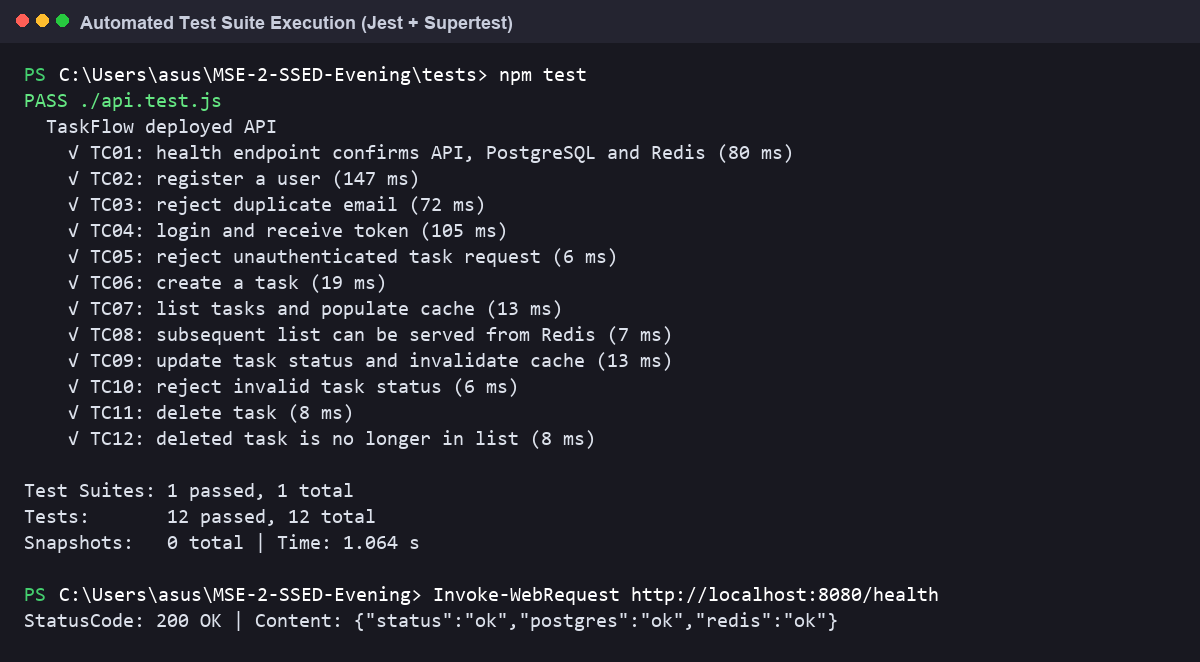 Automated Test Suite Execution (Jest + Supertest)
PS C:\Users\asus\MSE-2-SSED-Evening\tests> npm test
PASS ./api.test.js
TaskFlow deployed API
√ TC01: health endpoint confirms API, PostgreSQL and Redis (80 ms)
√ TC02: register a user (147 ms)
√ TC03: reject duplicate email (72 ms)
√ TC04: login and receive token (105 ms)
√ TC05: reject unauthenticated task request (6 ms)
√ TC06: create a task (19 ms)
√ TC07: list tasks and populate cache (13 ms)
√ TC08: subsequent list can be served from Redis (7 ms)
√ TC09: update task status and invalidate cache (13 ms)
√ TC10: reject invalid task status (6 ms)
√ TC11: delete task (8 ms)
√ TC12: deleted task is no longer in list (8 ms)
Test Suites: 1 passed, 1 total
Tests:       12 passed, 12 total
Snapshots:   0 total | Time: 1.064 s
PS C:\Users\asus\MSE-2-SSED-Evening> Invoke-WebRequest http://localhost:8080/health
StatusCode: 200 OK | Content: {"status":"ok","postgres":"ok","redis":"ok"}